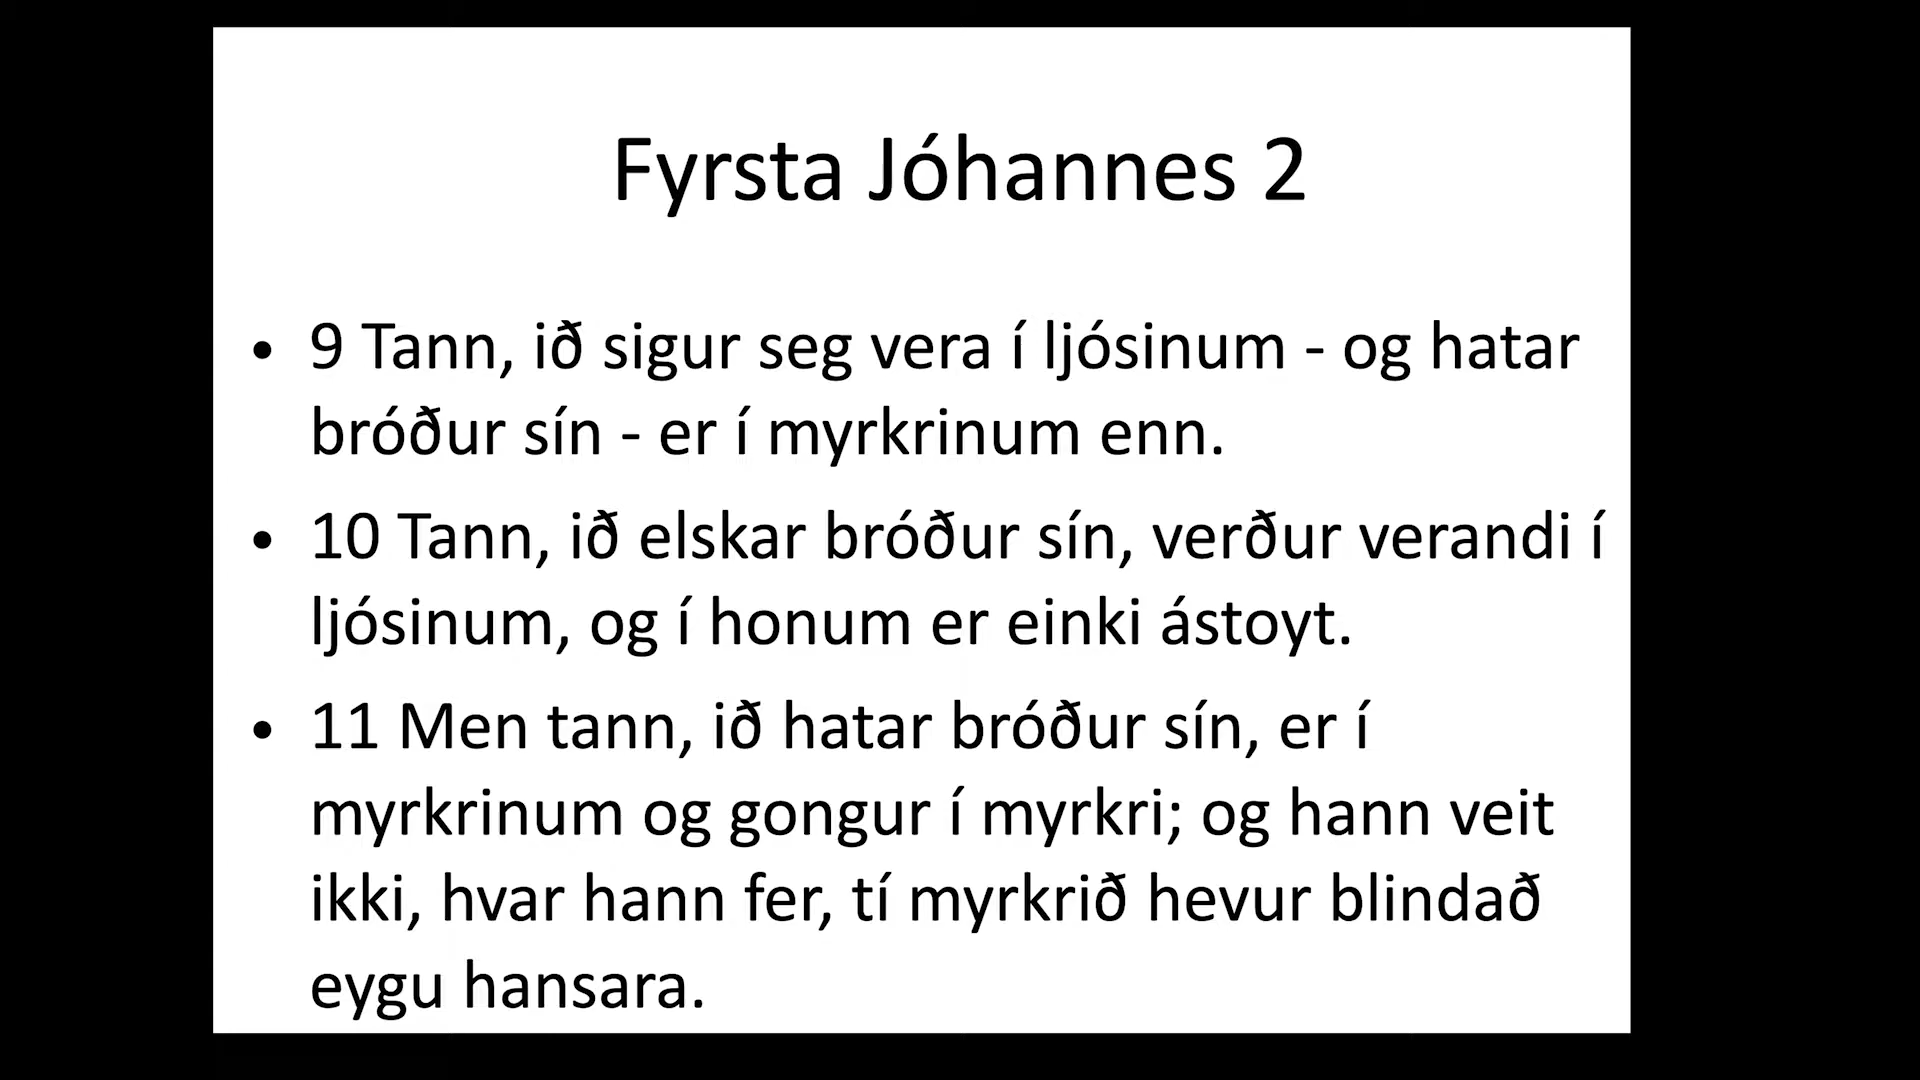 Fyrsta Jóhannes 2
• 9 Tann, ið sigur seg vera í ljósinum - og hatar
bróður sín - er í myrkrinum enn.
• 10 Tann, ið elskar bróður sín, verður verandi í
ljósinum, og í honum er einki ástoyt.
• 11 Men tann, ið hatar bróður sín, er í
myrkrinum og gongur í myrkri; og hann veit
ikki, hvar hann fer, tí myrkrið hevur blindað
eygu hansara.